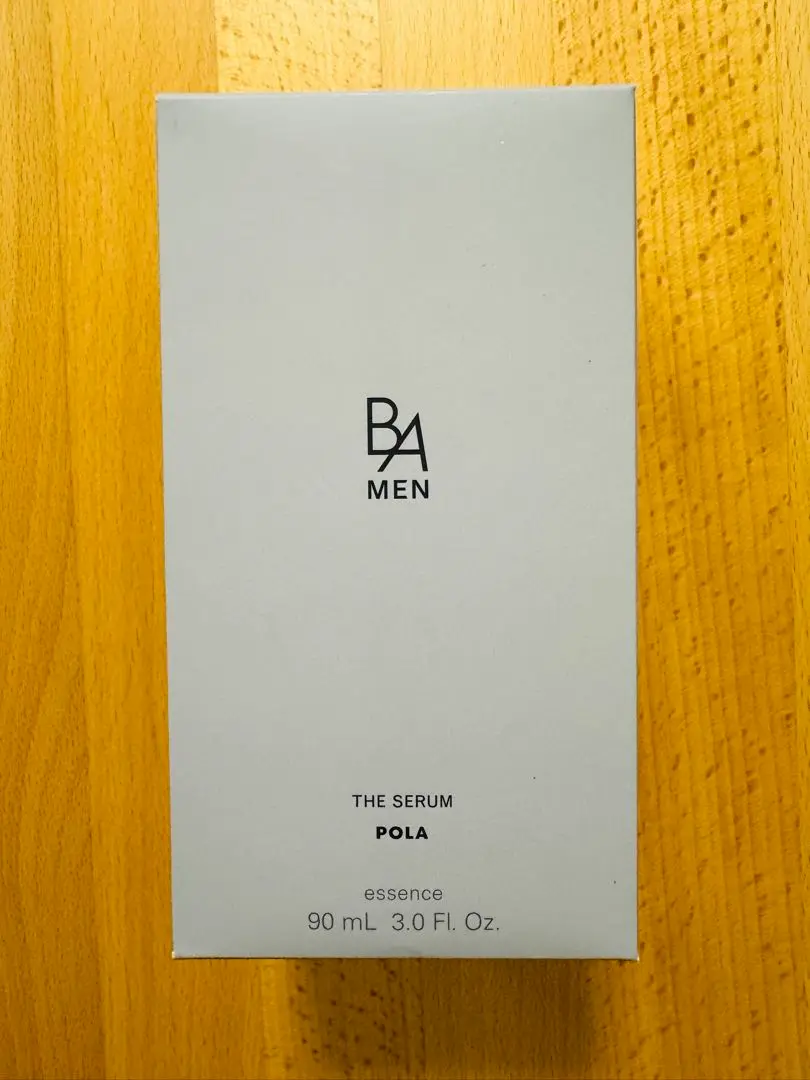 BA
MEN
THE SERUM
POLA
essence
90 mL 3.0 Fl. Oz.